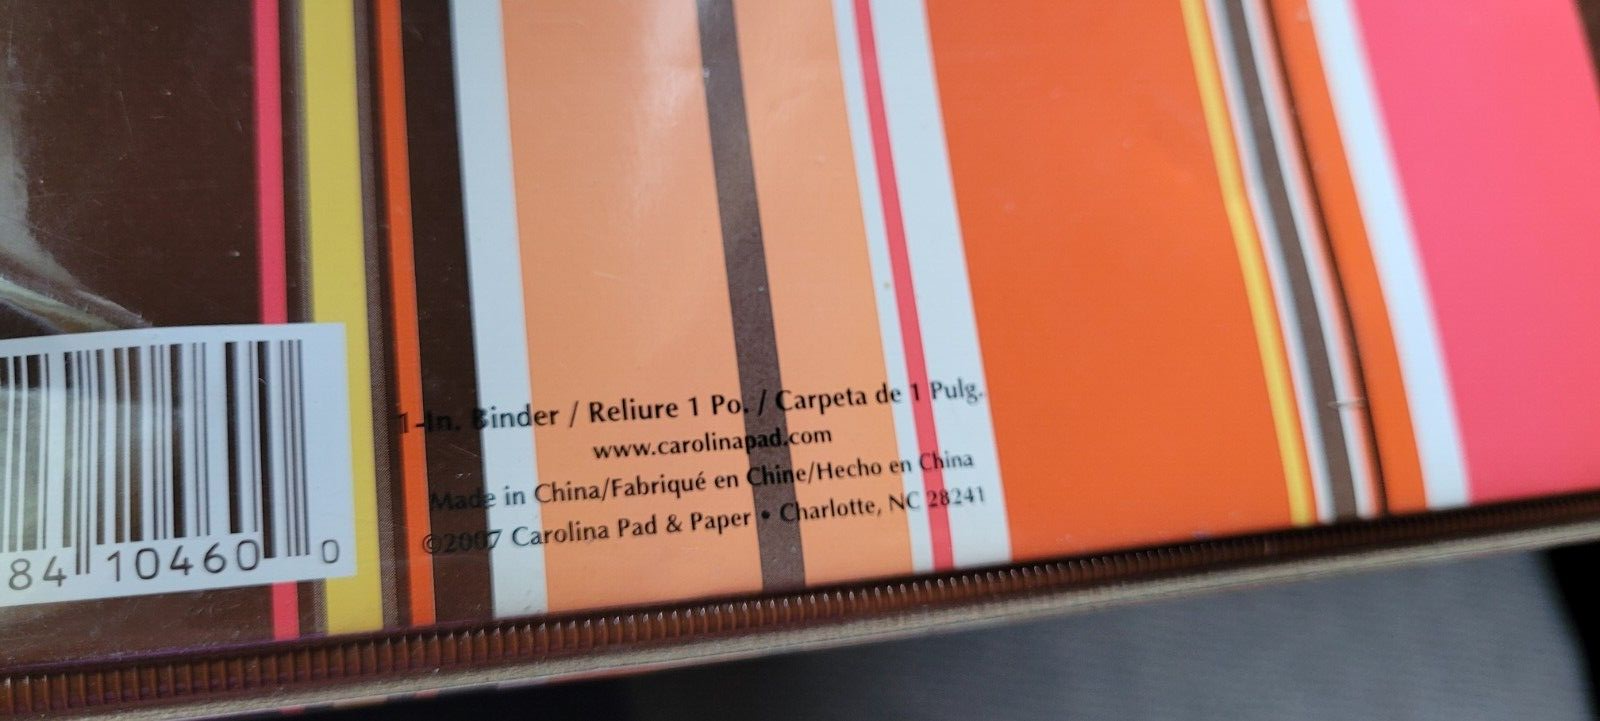 1-In. Binder / Reliure 1 Po. / Carpeta de 1 Pulg.
www.carolinapad.com
Made in China/Fabriqué en Chine/Hecho en China
©2007 Carolina Pad & Paper • Charlotte, NC 28241
84 10460 0